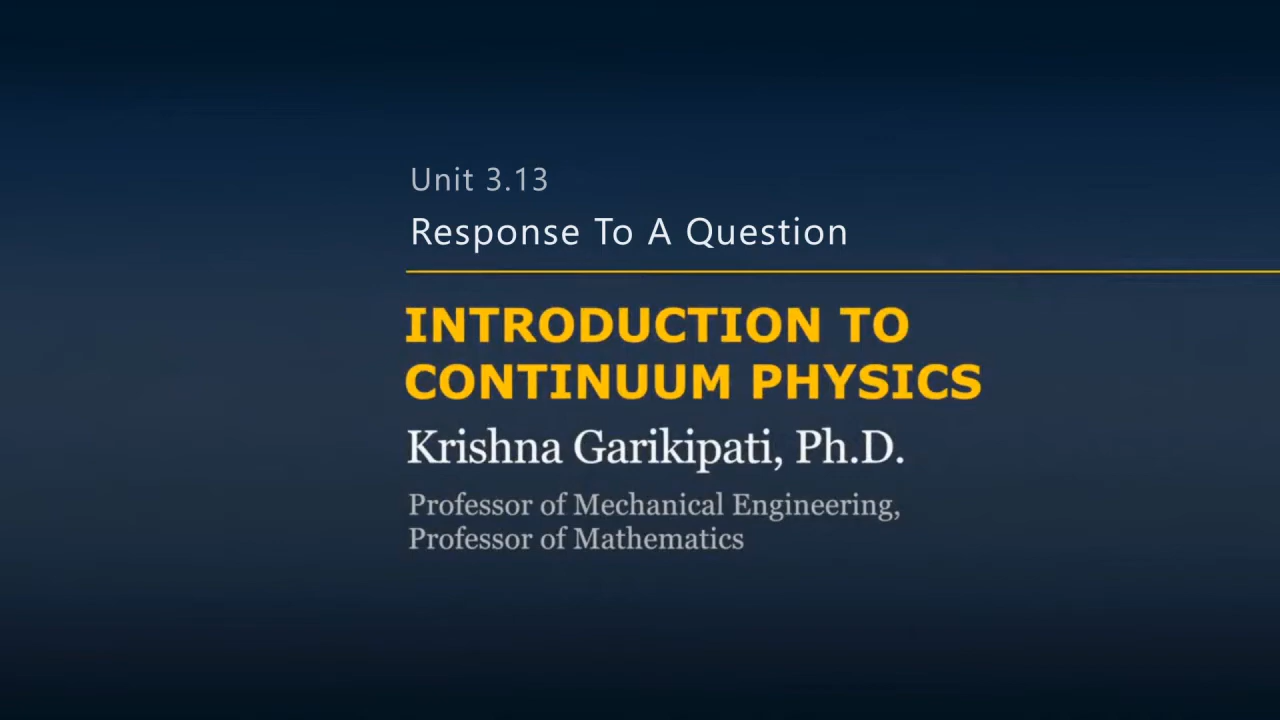 Unit 3.13
Response To A Question
INTRODUCTION TO
CONTINUUM PHYSICS
Krishna Garikipati, Ph.D.
Professor of Mechanical Engineering,
Professor of Mathematics